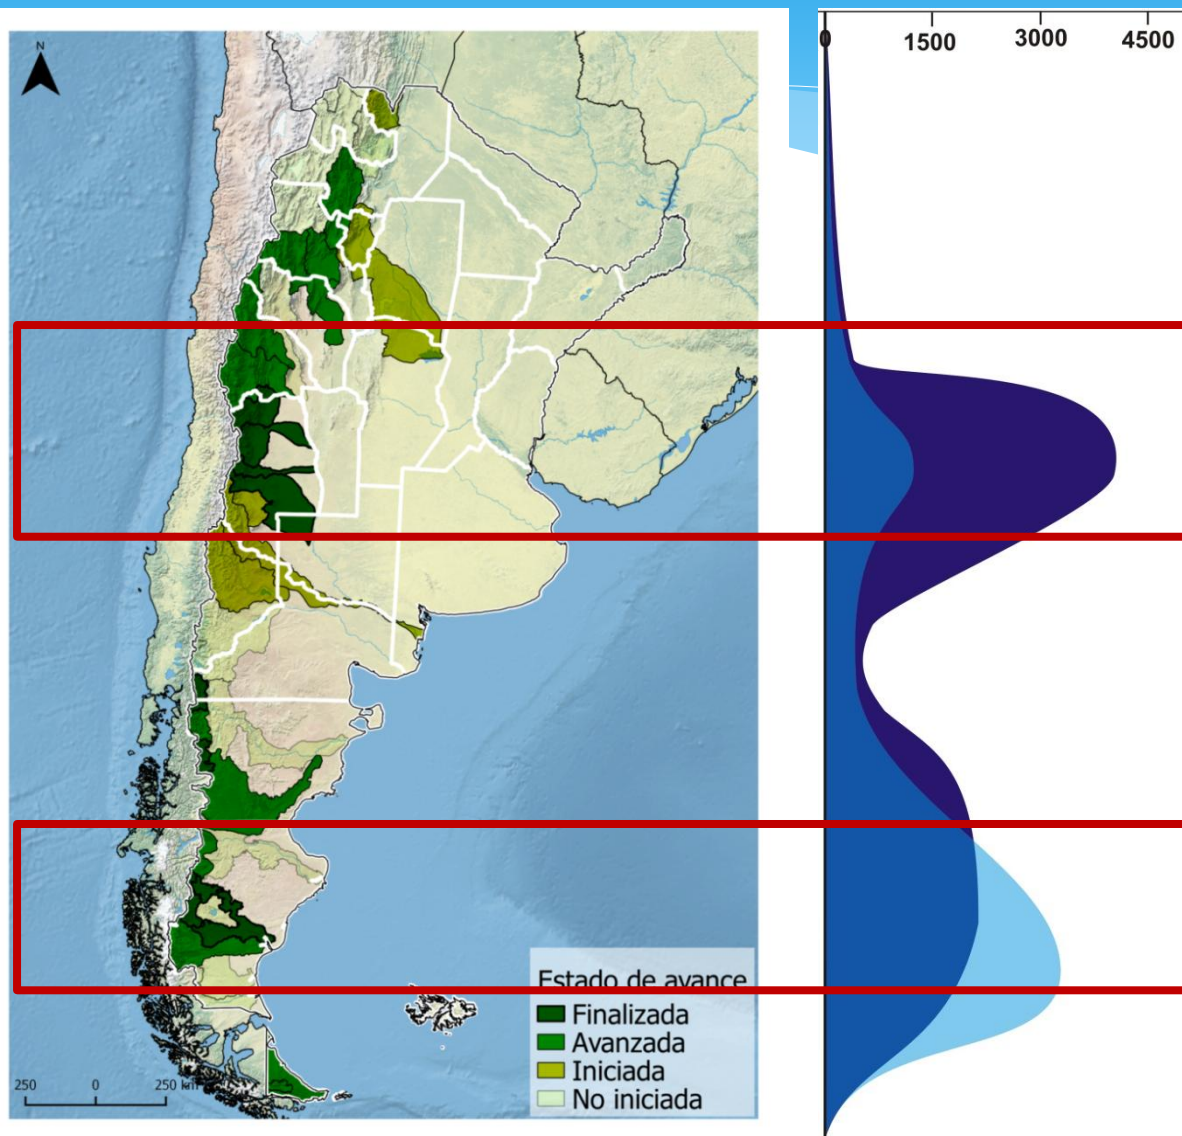 N
0 1500 3000 4500
Estado de avance
Finalizada
Avanzada
Iniciada
No iniciada
250 0 250 km